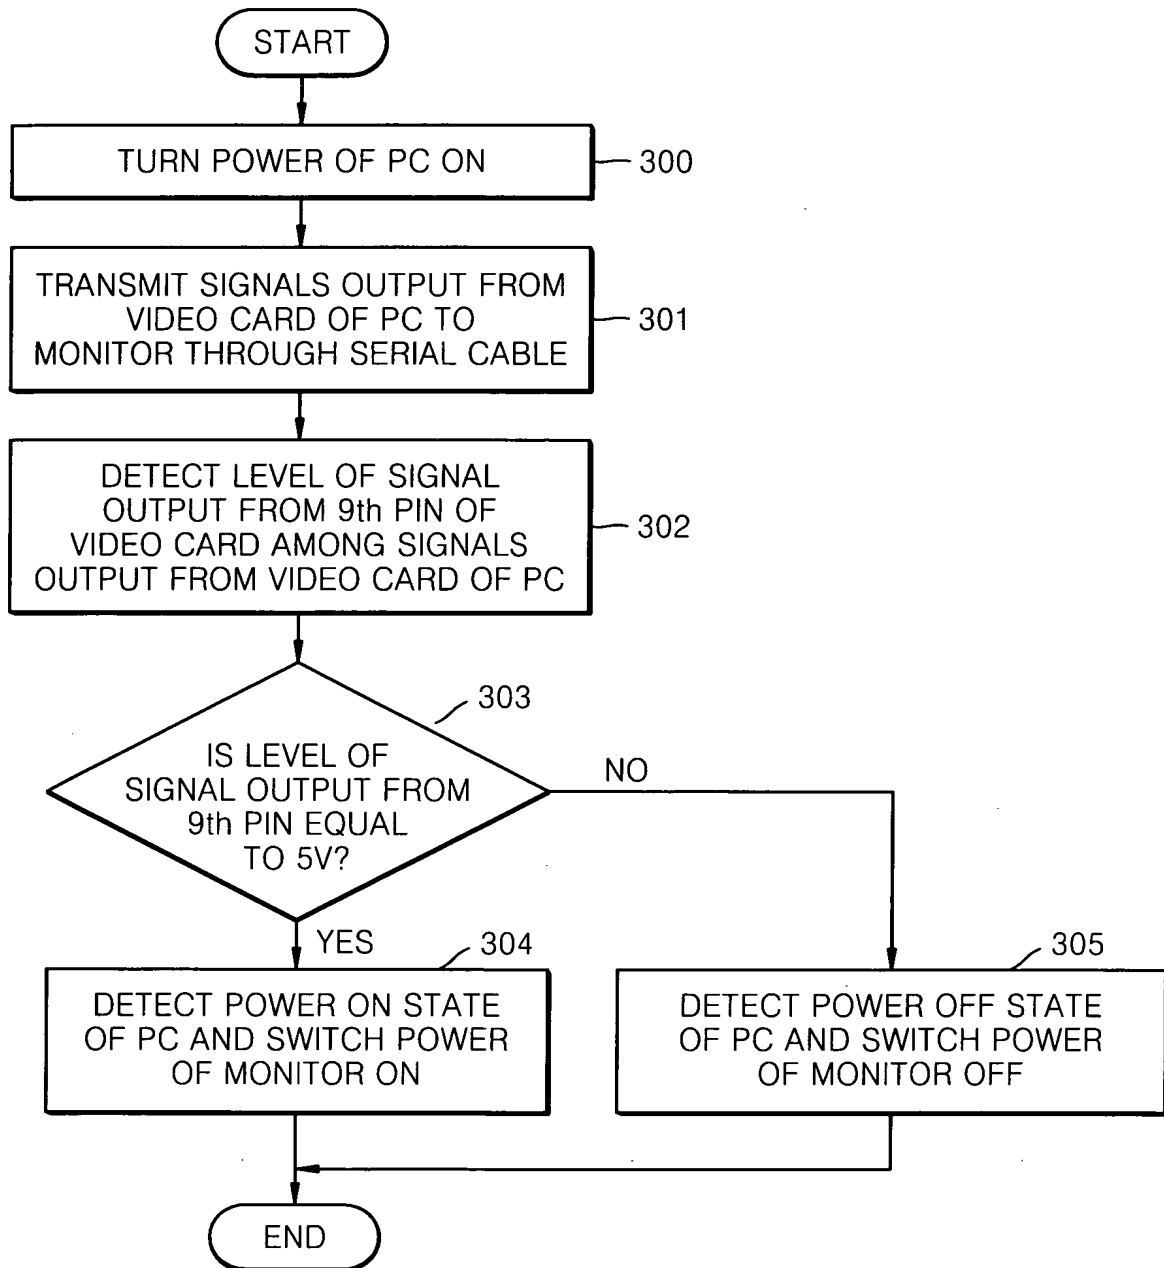 START
TURN POWER OF PC ON
300
TRANSMIT SIGNALS OUTPUT FROM
VIDEO CARD OF PC TO
MONITOR THROUGH SERIAL CABLE
301
DETECT LEVEL OF SIGNAL
OUTPUT FROM 9th PIN OF
VIDEO CARD AMONG SIGNALS
OUTPUT FROM VIDEO CARD OF PC
302
303
IS LEVEL OF
SIGNAL OUTPUT FROM
9th PIN EQUAL
TO 5V?
NO
YES
304
DETECT POWER ON STATE
OF PC AND SWITCH POWER
OF MONITOR ON
305
DETECT POWER OFF STATE
OF PC AND SWITCH POWER
OF MONITOR OFF
END